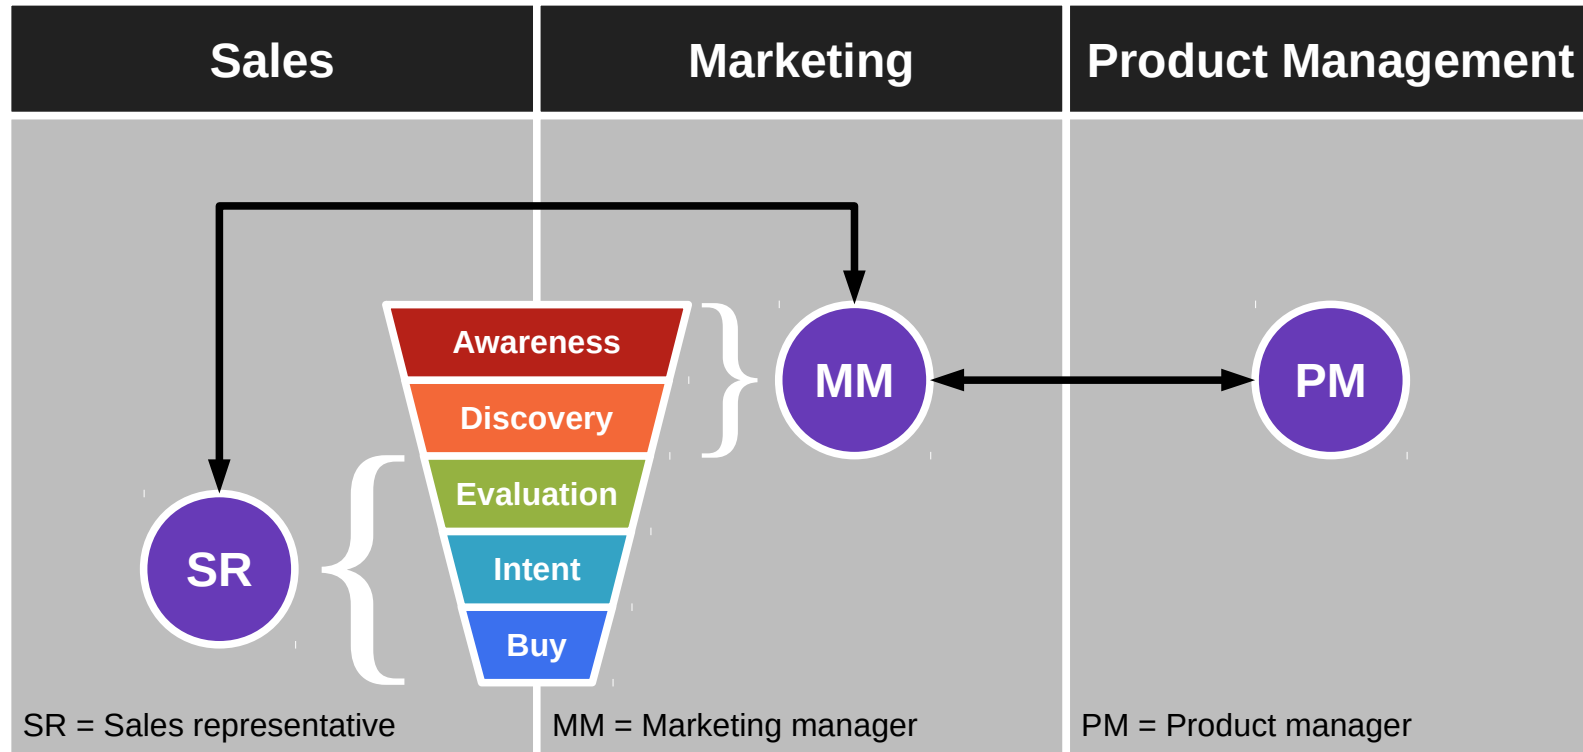 Sales
Marketing
Product Management
Awareness
Discovery
Evaluation
Intent
Buy
MM
PM
SR
SR = Sales representative
MM = Marketing manager
PM = Product manager